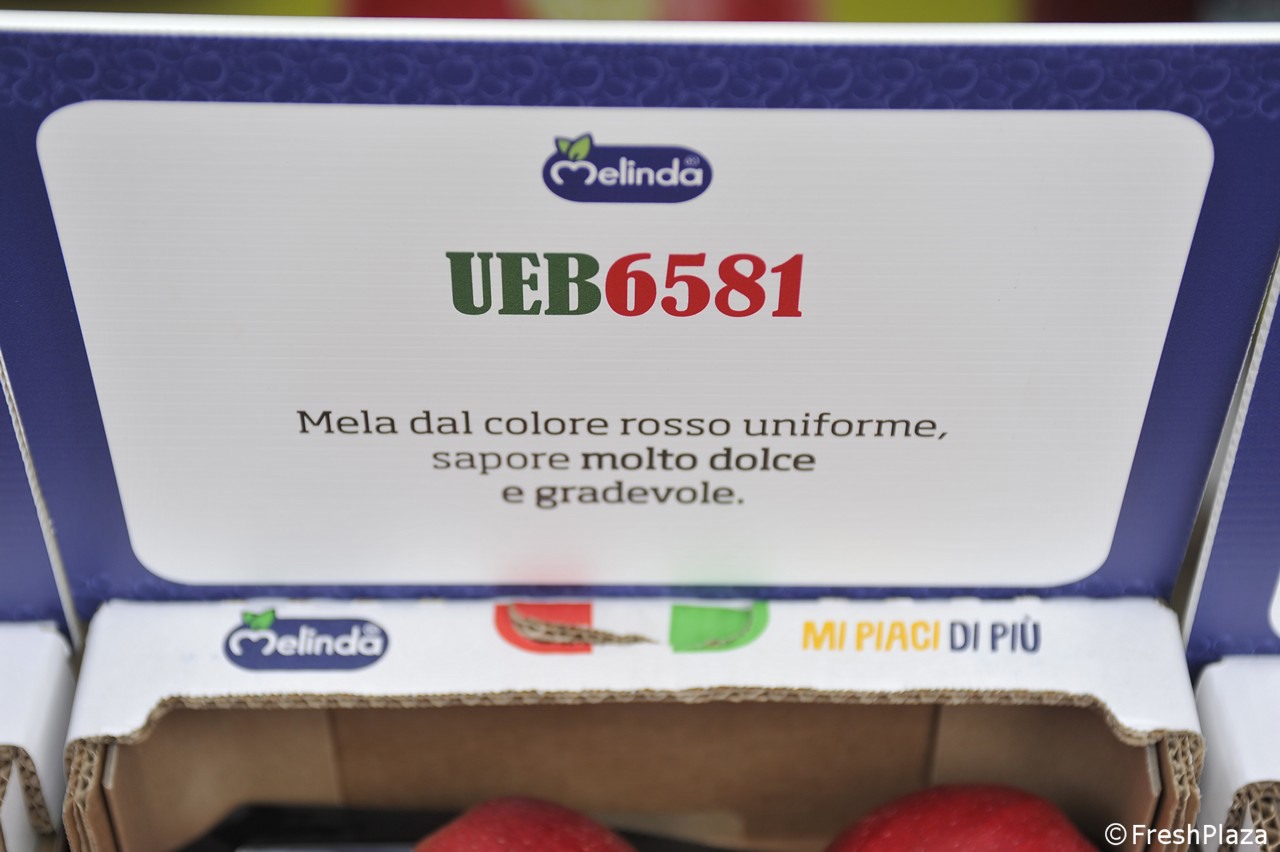 Melinda®
UEB6581
Mela dal colore rosso uniforme,
sapore molto dolce
e gradevole.
Melinda®
MI PIACI DI PIÙ
©FreshPlaza